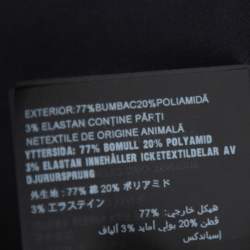 EXTERIOR:77%BUMBAC20%POLIAMIDĂ
3% ELASTAN CONȚINE PĂRȚI
NETEXTILE DE ORIGINE ANIMALĂ
YTTERSIDA: 77% BOMULL 20% POLYAMID
3% ELASTAN INNEHÅLLER ICKETEXTILDELAR AV
DJURURSPRUNG
外生地 : 77% 綿 20% ポリアミド
3% エラステイン
هيكل خارجي: 77%
قطن 20% بولي أميد 3% ألياف
إسباندكس